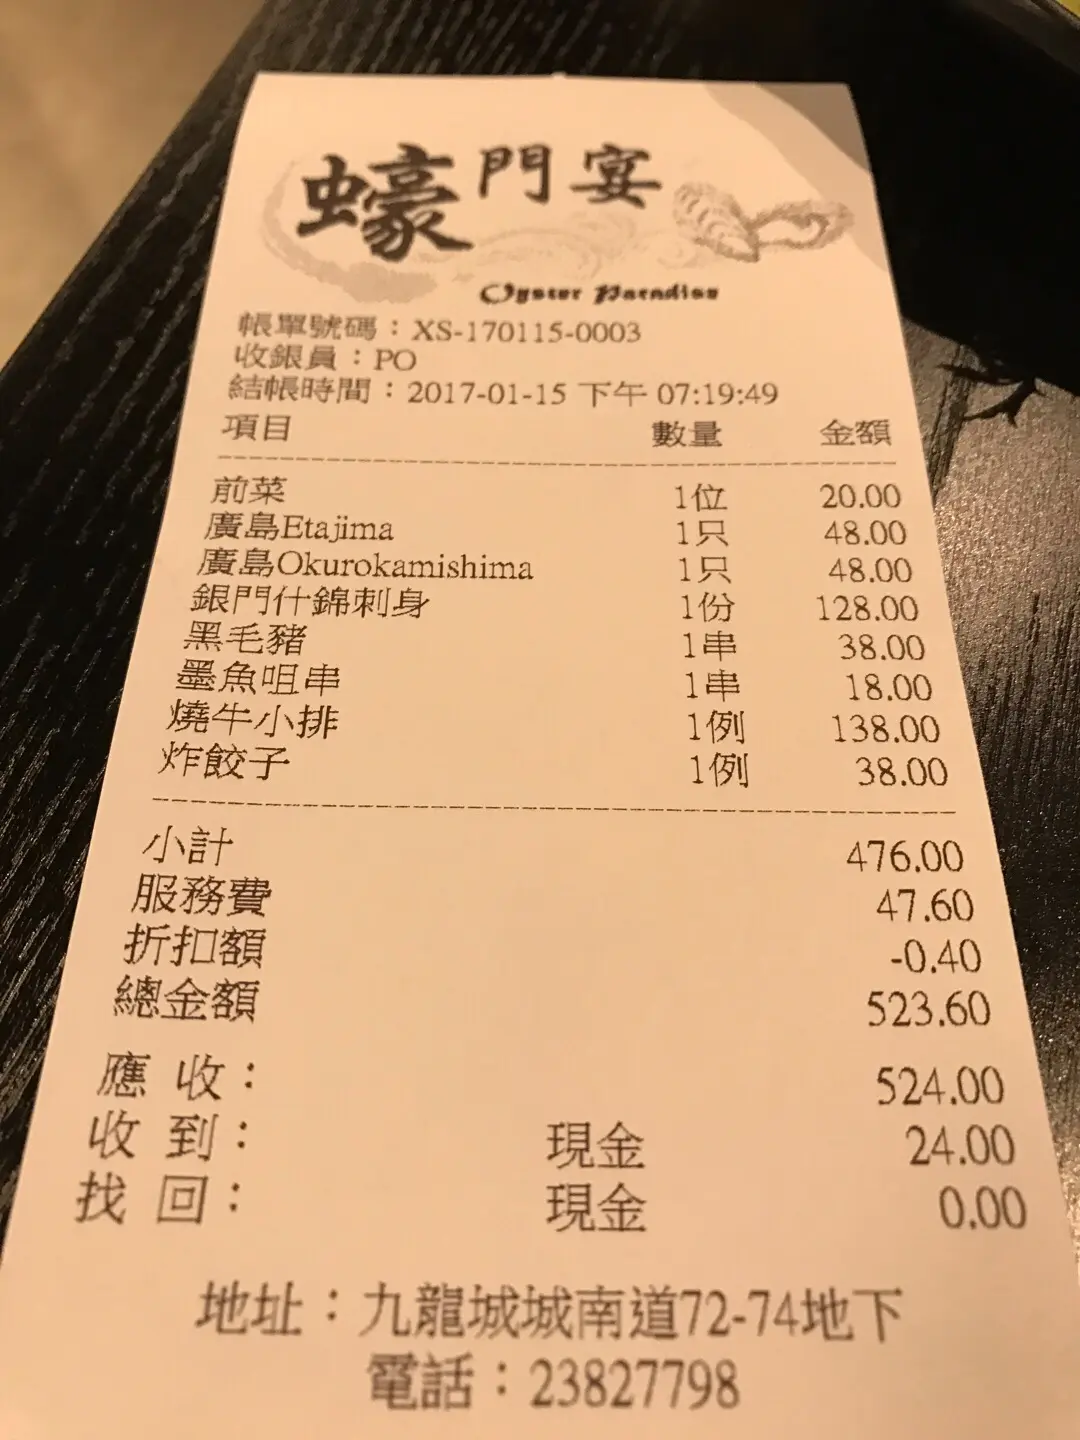 蠔門宴
Oyster Paradise
帳單號碼：XS-170115-0003
收銀員：PO
結帳時間：2017-01-15 下午 07:19:49
項目 數量 金額
前菜 1位 20.00
廣島Etajima 1只 48.00
廣島Okurokamishima 1只 48.00
銀門什錦刺身 1份 128.00
黑毛豬 1串 38.00
墨魚咀串 1串 18.00
燒牛小排 1例 138.00
炸餃子 1例 38.00
小計 476.00
服務費 47.60
折扣額 -0.40
總金額 523.60
應 收： 524.00
收 到： 現金 24.00
找 回： 現金 0.00
地址：九龍城城南道72-74地下
電話：23827798